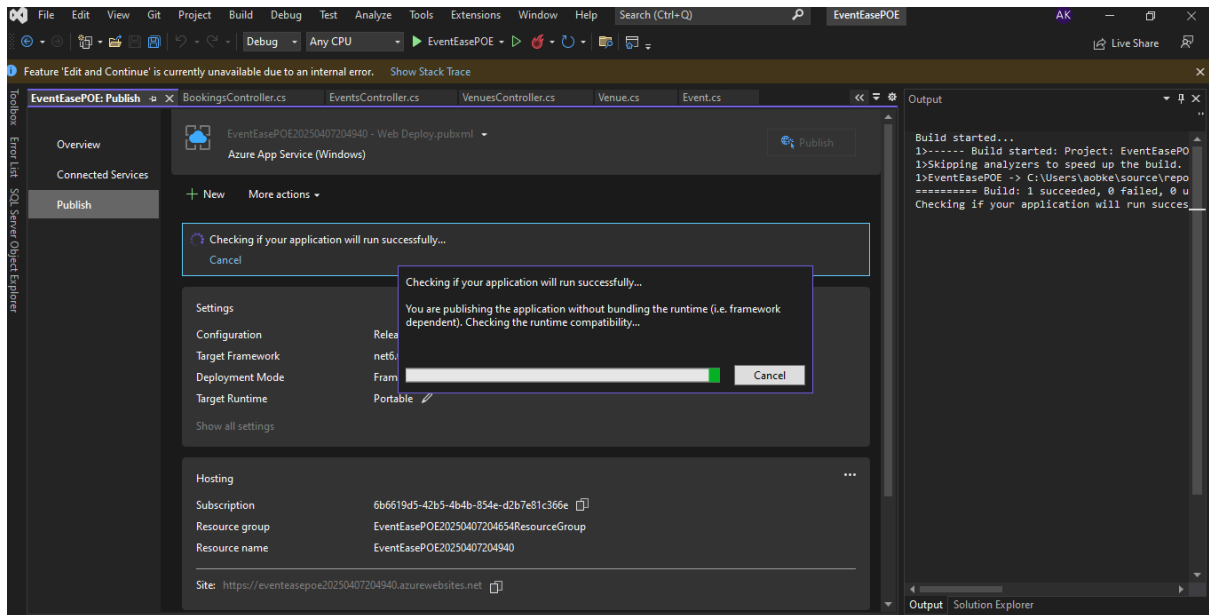 File Edit View Git Project Build Debug Test Analyze Tools Extensions Window Help Search (Ctrl+Q) EventEasePOE AK
Debug Any CPU EventEasePOE Live Share
Feature 'Edit and Continue' is currently unavailable due to an internal error. Show Stack Trace
Toolbox
Error List
SQL Server Object Explorer
EventEasePOE: Publish BookingsController.cs EventsController.cs VenuesController.cs Venue.cs Event.cs
Overview
Connected Services
Publish
EventEasePOE20250407204940 - Web Deploy.pubxml
Azure App Service (Windows)
Publish
New More actions
Checking if your application will run successfully...
Cancel
Checking if your application will run successfully...
You are publishing the application without bundling the runtime (i.e. framework
dependent). Checking the runtime compatibility...
Cancel
Settings
Configuration Relea
Target Framework net6.
Deployment Mode Fram
Target Runtime Portable
Show all settings
Hosting
Subscription 6b6619d5-42b5-4b4b-854e-d2b7e81c366e
Resource group EventEasePOE20250407204654ResourceGroup
Resource name EventEasePOE20250407204940
Site: https://eventeasepoe20250407204940.azurewebsites.net
Output
Build started...
1>------ Build started: Project: EventEasePO
1>Skipping analyzers to speed up the build.
1>EventEasePOE -> C:\Users\aobke\source\repo
========== Build: 1 succeeded, 0 failed, 0 u
Checking if your application will run succes
Output Solution Explorer